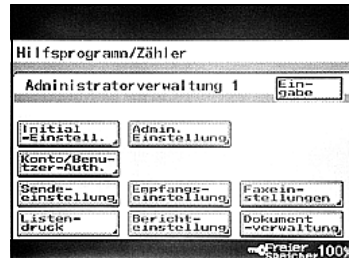 Hilfsprogramm/Zähler
Administratorverwaltung 1
Ein-
gabe
Initial
-Einstell.
Admin.
Einstellung
Konto/Benu-
tzer-Auth.
Sende-
einstellung
Empfangs-
einstellung
Faxein-
stellungen
Listen-
druck
Bericht-
einstellung
Dokument
-verwaltung
Freier
Speicher 100%